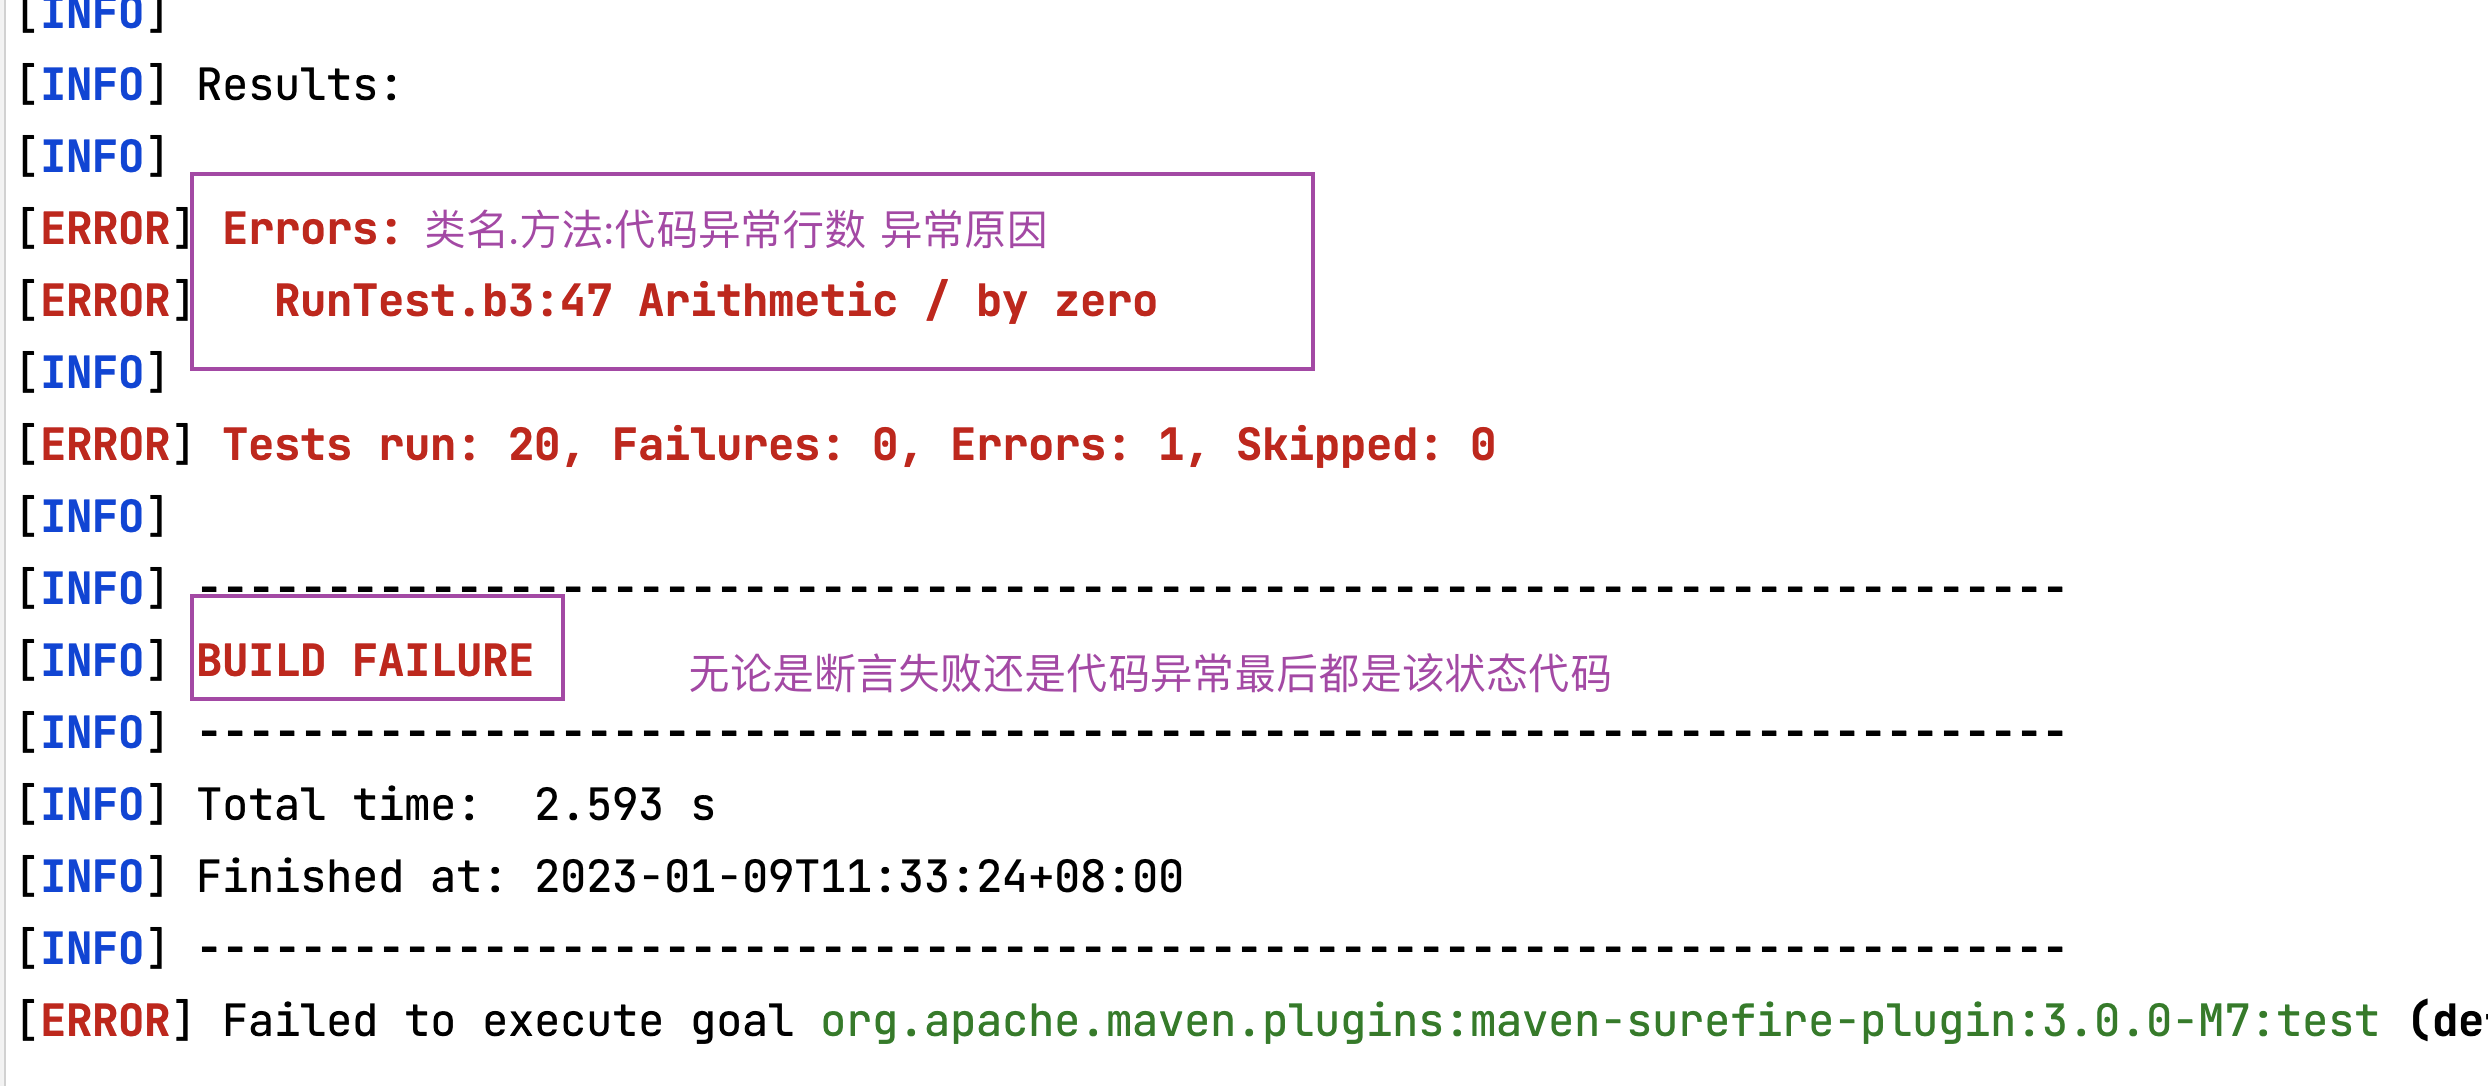 [INFO]
[INFO] Results:
[INFO]
[ERROR] Errors: 类名.方法:代码异常行数 异常原因
[ERROR] RunTest.b3:47 Arithmetic / by zero
[INFO]
[ERROR] Tests run: 20, Failures: 0, Errors: 1, Skipped: 0
[INFO]
[INFO] ------------------------------------------------------------------------
[INFO] BUILD FAILURE 无论是断言失败还是代码异常最后都是该状态代码
[INFO] ------------------------------------------------------------------------
[INFO] Total time:  2.593 s
[INFO] Finished at: 2023-01-09T11:33:24+08:00
[INFO] ------------------------------------------------------------------------
[ERROR] Failed to execute goal org.apache.maven.plugins:maven-surefire-plugin:3.0.0-M7:test (de